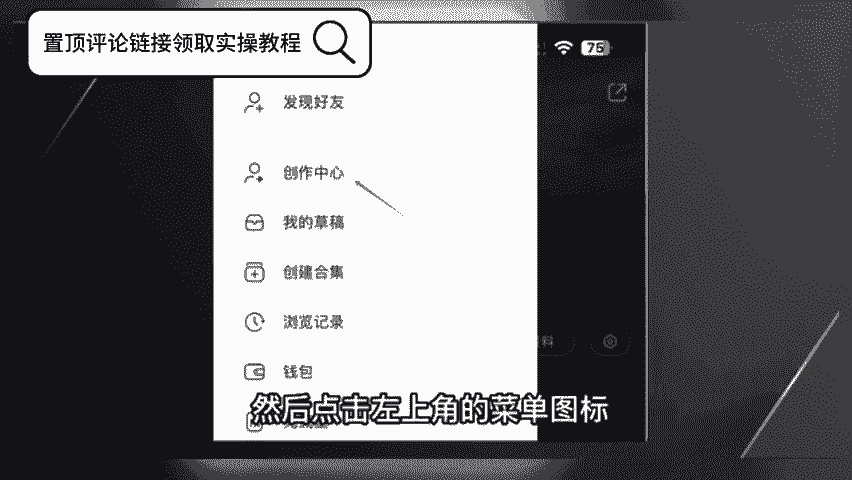 置顶评论链接领取实操教程
75
发现好友
创作中心
我的草稿
创建合集
浏览记录
料
钱包
然后点击左上角的菜单图标